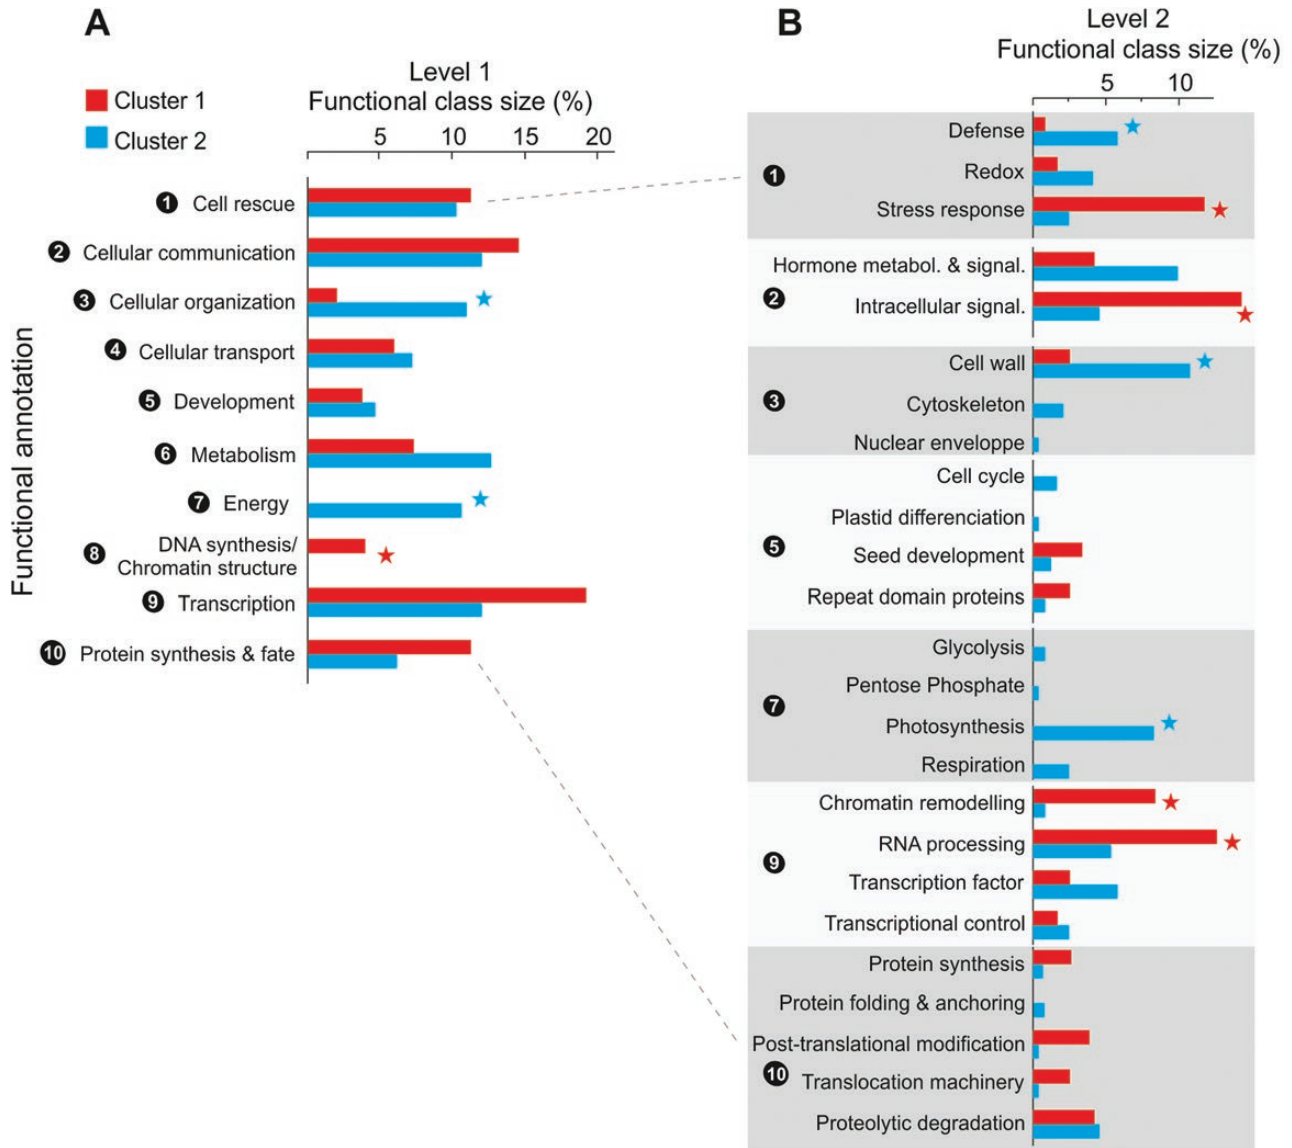 A
Level 1
Functional class size (%)
Cluster 1
Cluster 2
5 10 15 20
Functional annotation
1 Cell rescue
2 Cellular communication
3 Cellular organization
4 Cellular transport
5 Development
6 Metabolism
7 Energy
8 DNA synthesis/
Chromatin structure
9 Transcription
10 Protein synthesis & fate
B
Level 2
Functional class size (%)
5 10
1
Defense
Redox
Stress response
2
Hormone metabol. & signal.
Intracellular signal.
3
Cell wall
Cytoskeleton
Nuclear enveloppe
5
Cell cycle
Plastid differenciation
Seed development
Repeat domain proteins
7
Glycolysis
Pentose Phosphate
Photosynthesis
Respiration
9
Chromatin remodelling
RNA processing
Transcription factor
Transcriptional control
10
Protein synthesis
Protein folding & anchoring
Post-translational modification
Translocation machinery
Proteolytic degradation